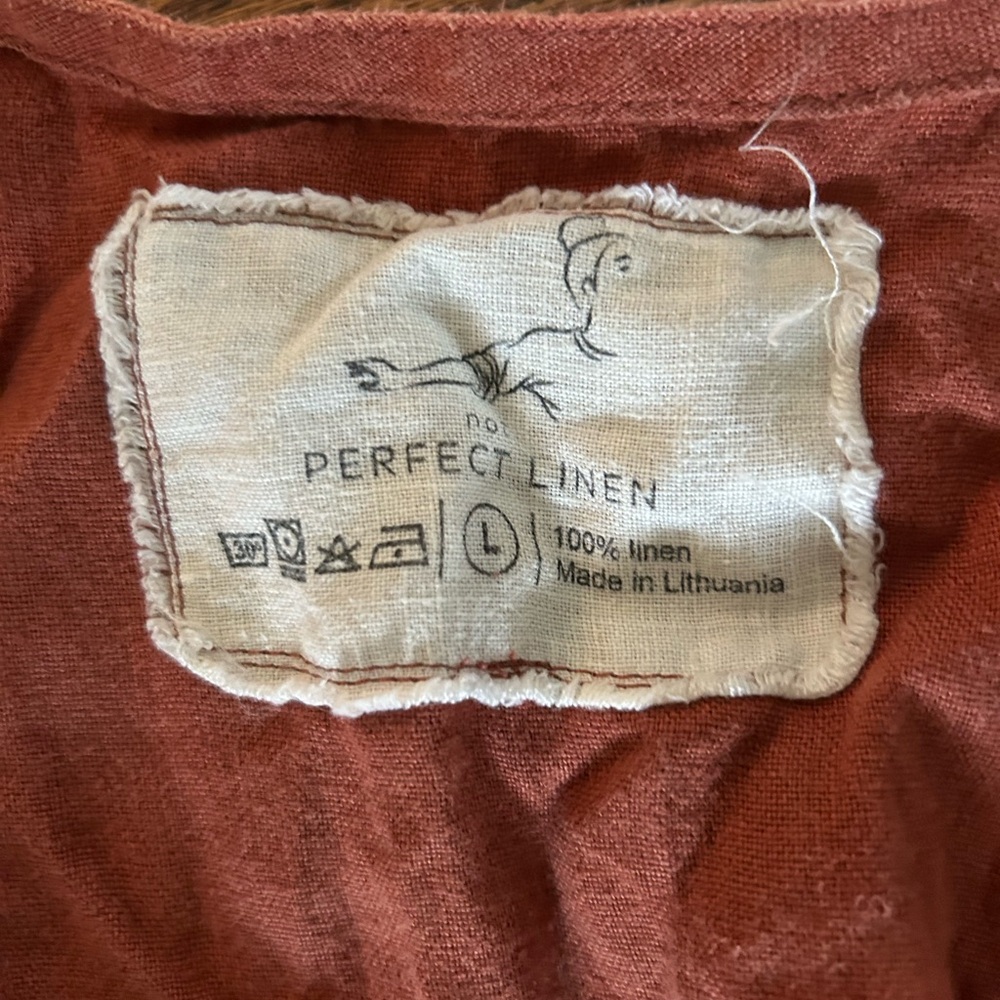 not
PERFECT LINEN
30° L 100% linen
Made in Lithuania